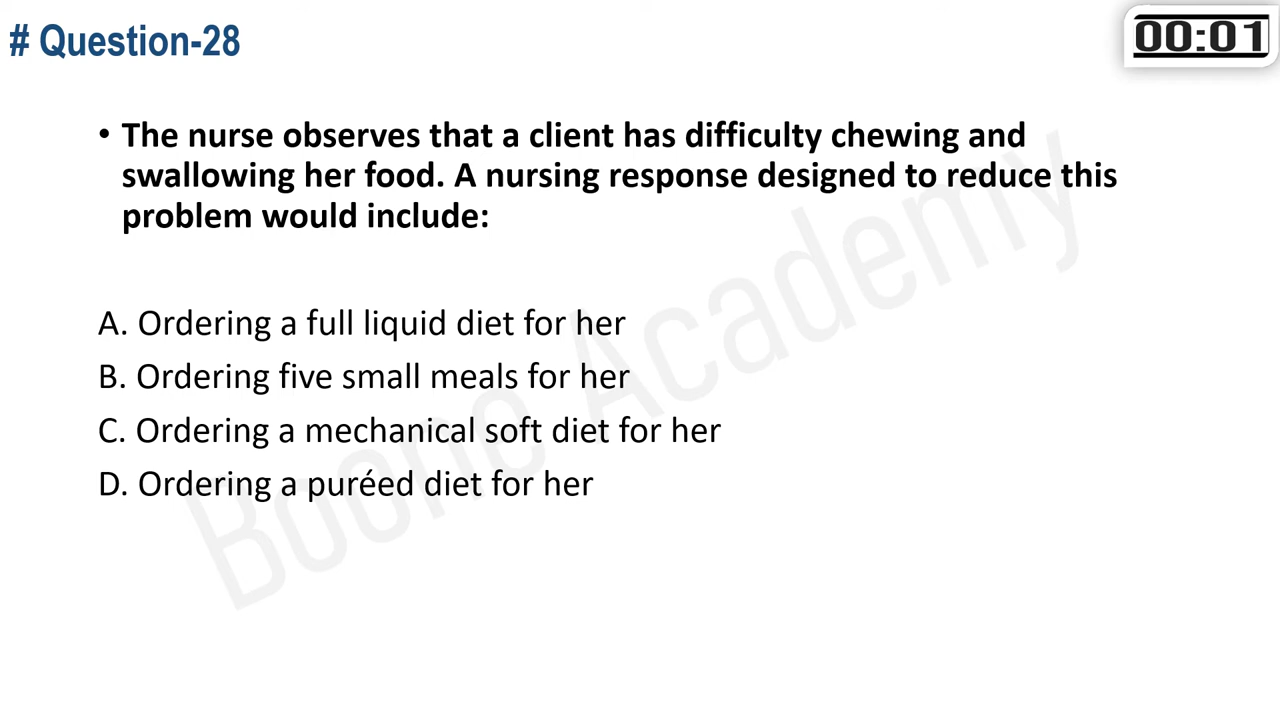 # Question-28
00:01
• The nurse observes that a client has difficulty chewing and
swallowing her food. A nursing response designed to reduce this
problem would include:
A. Ordering a full liquid diet for her
B. Ordering five small meals for her
C. Ordering a mechanical soft diet for her
D. Ordering a puréed diet for her
Boono Academy